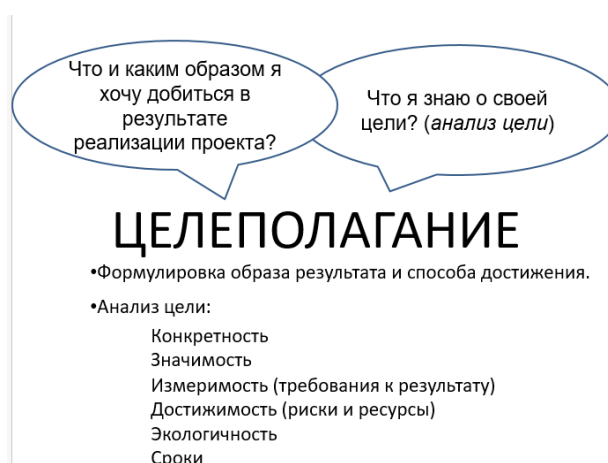 Что и каким образом я
хочу добиться в
результате
реализации проекта?
Что я знаю о своей
цели? (анализ цели)
ЦЕЛЕПОЛАГАНИЕ
•Формулировка образа результата и способа достижения.
•Анализ цели:
Конкретность
Значимость
Измеримость (требования к результату)
Достижимость (риски и ресурсы)
Экологичность
Сроки